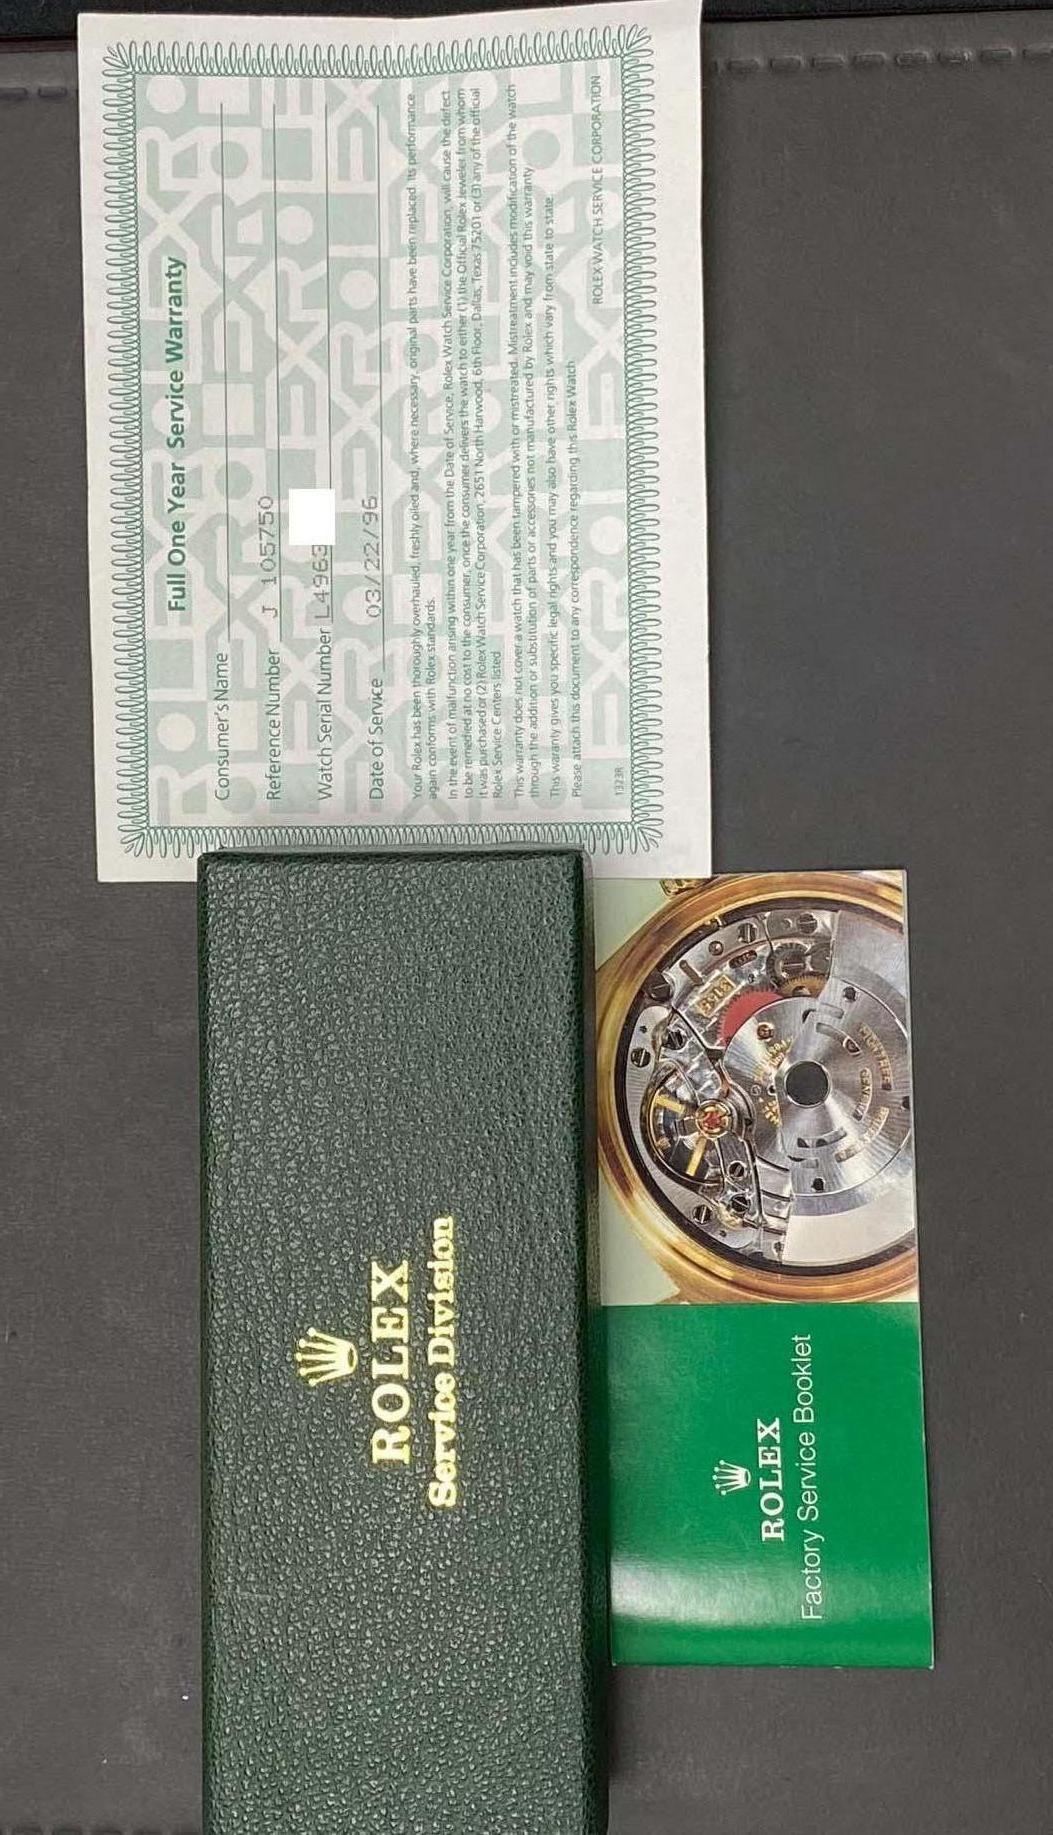 Full One Year Service Warranty
Consumer's Name
Reference Number J 105750
Watch Serial Number L4963
Date of Service 03/22/96
Your Rolex has been thoroughly overhauled, freshly oiled and, where necessary, original parts have been replaced. Its performance
again conforms with Rolex standards.
In the event of malfunction arising within one year from the Date of Service, Rolex Watch Service Corporation, will cause the defect
to be remedied at no cost to the consumer, once the consumer delivers the watch to either (1) the Official Rolex Jeweler from whom
it was purchased or (2) Rolex Watch Service Corporation, 2651 North Harwood, 6th Floor, Dallas, Texas 75201 or (3) any of the official
Rolex Service Centers listed
This warranty does not cover a watch that has been tampered with or mistreated. Mistreatment includes modification of the watch
through the addition or substitution of parts or accessories not manufactured by Rolex and may void this warranty
This warranty gives you specific legal rights and you may also have other rights which vary from state to state.
Please attach this document to any correspondence regarding this Rolex Watch
ROLEX WATCH SERVICE CORPORATION
1323R
ROLEX
Service Division
ROLEX
Factory Service Booklet